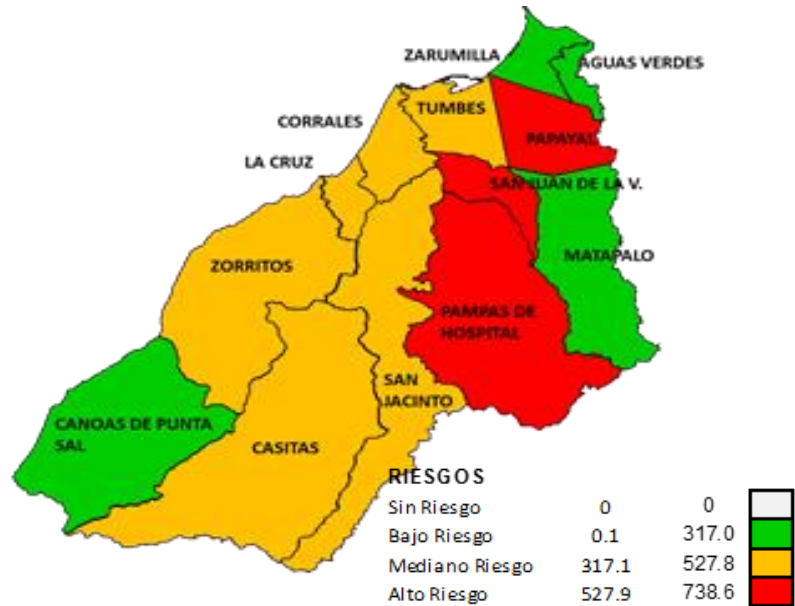 ZARUMILLA
AGUAS VERDES
TUMBES
CORRALES
PAPAYAL
LA CRUZ
SAN JUAN DE LA V.
MATAPALO
ZORRITOS
PAMPAS DE
HOSPITAL
SAN
JACINTO
CANOAS DE PUNTA
SAL
CASITAS
RIESGOS
Sin Riesgo 0 0
Bajo Riesgo 0.1 317.0
Mediano Riesgo 317.1 527.8
Alto Riesgo 527.9 738.6